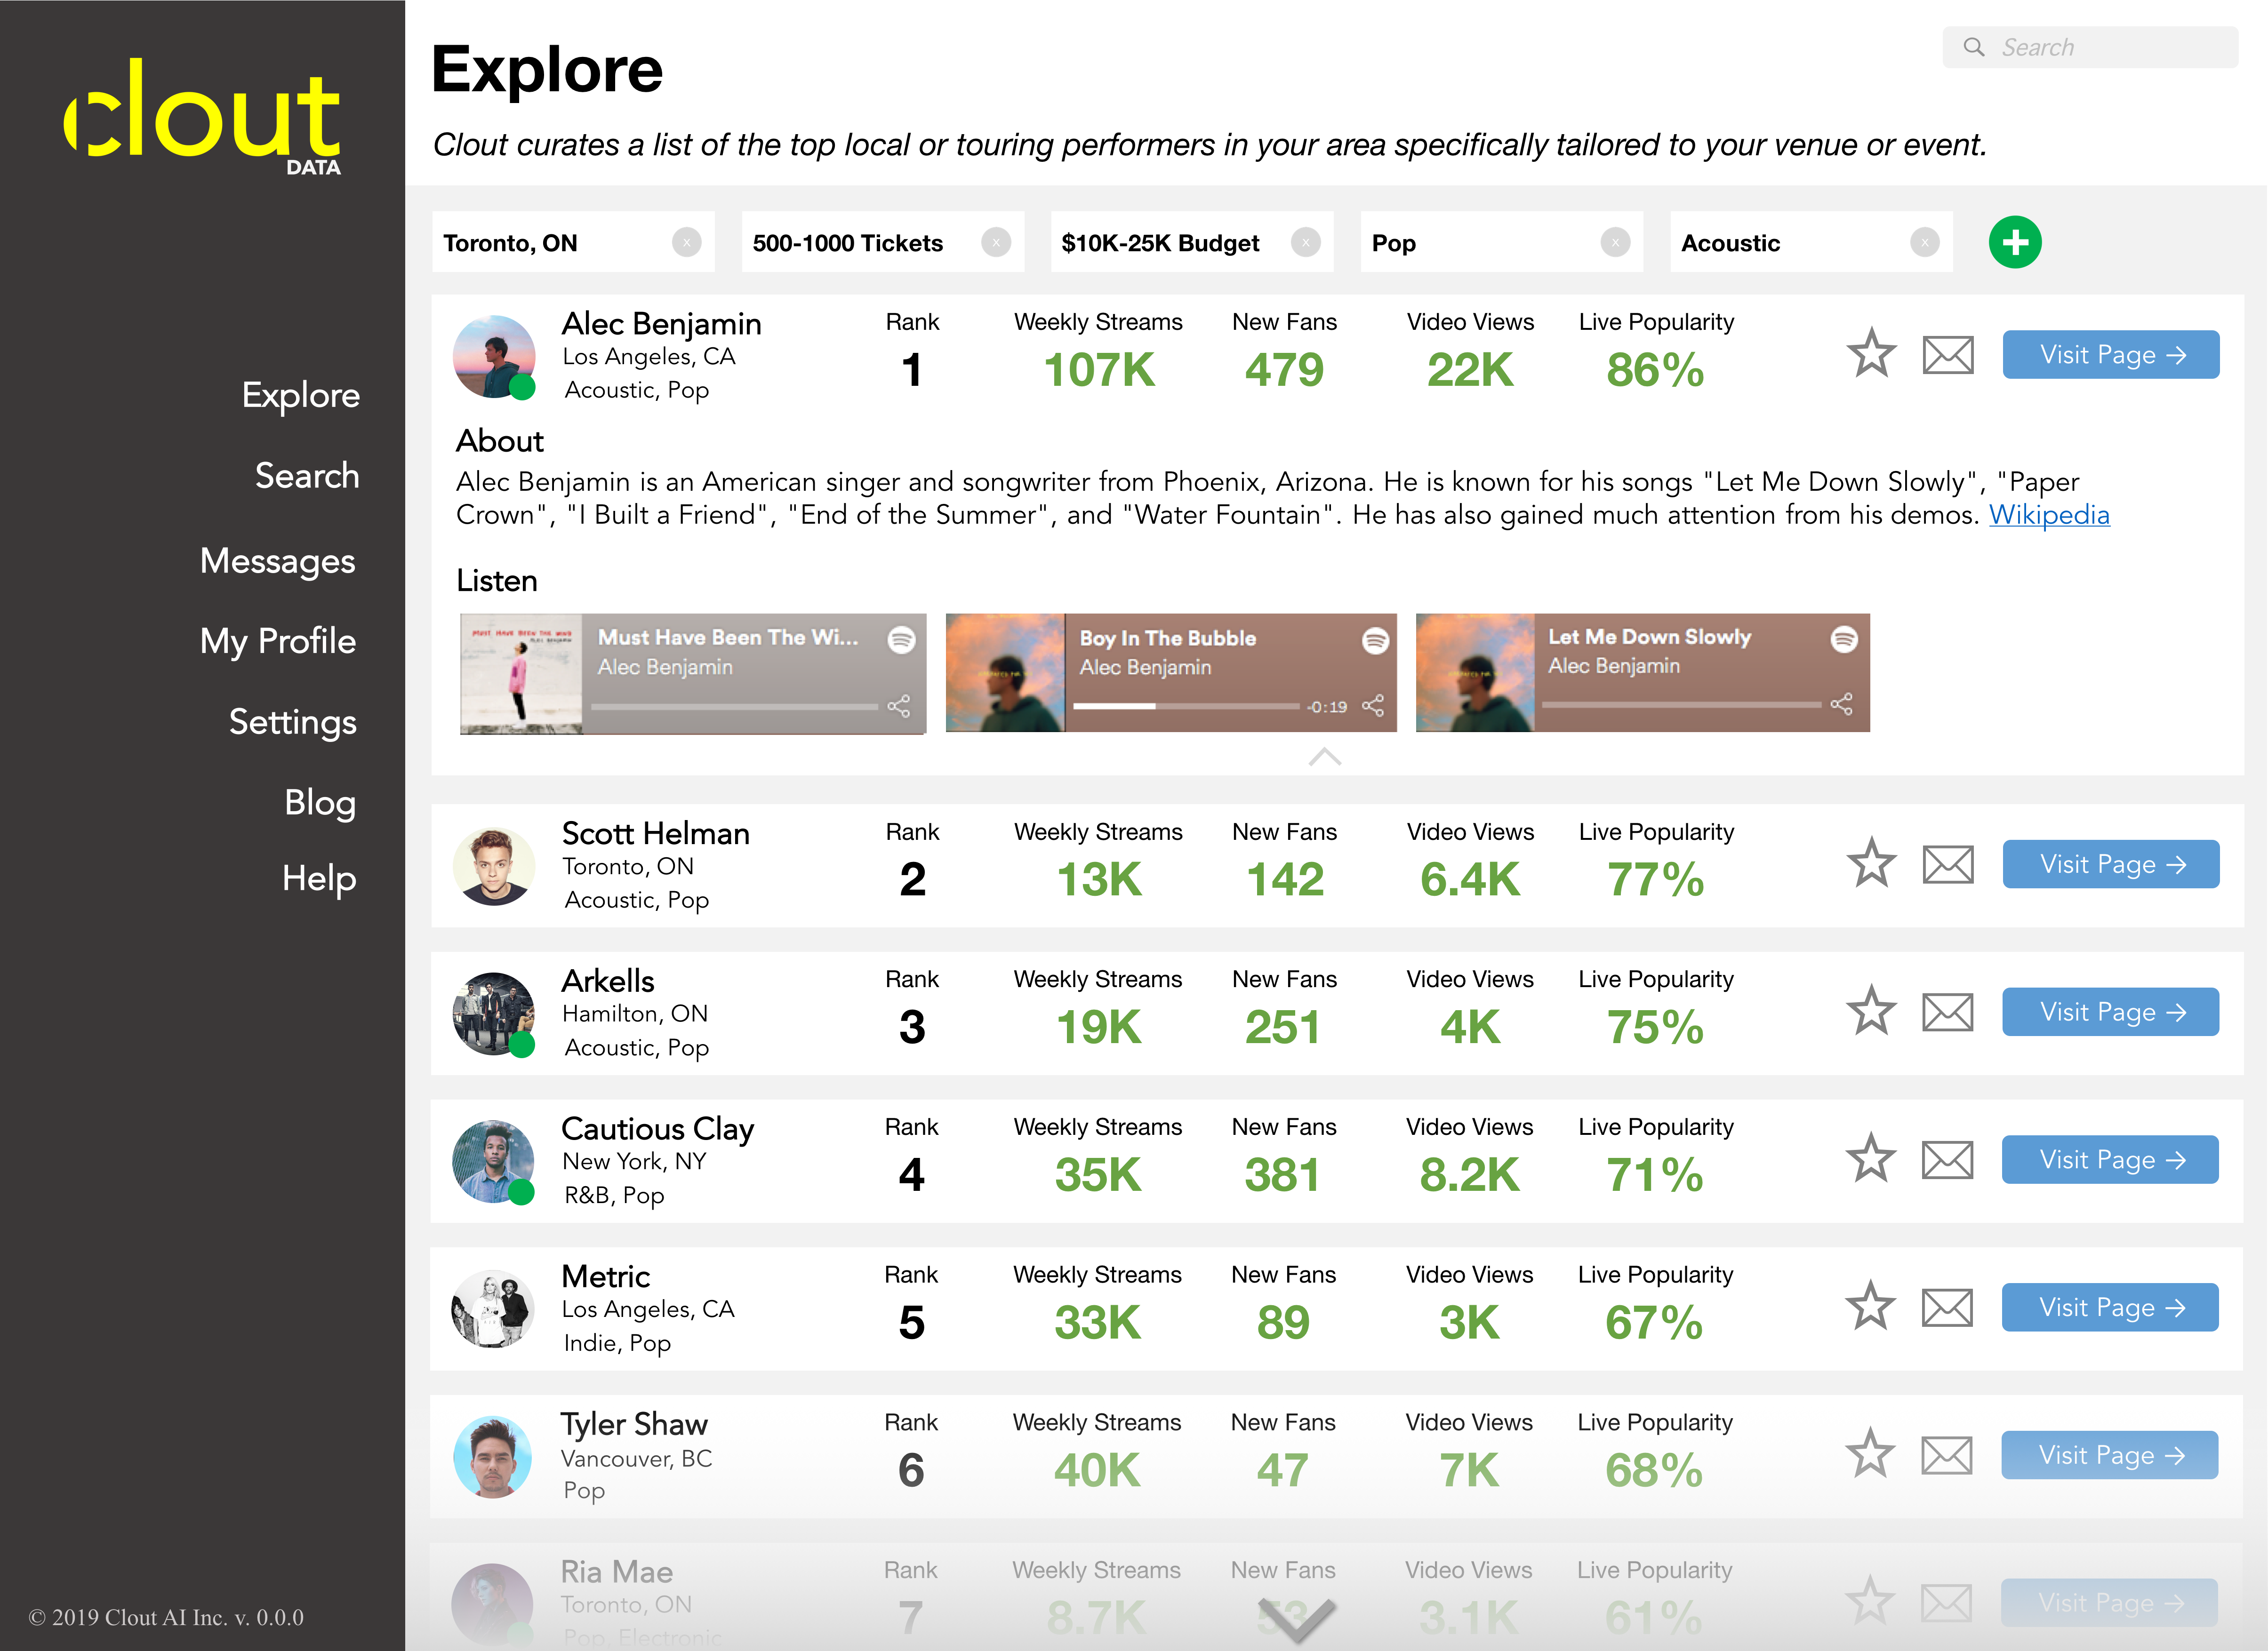 clout
DATA
Explore
Search
Messages
My Profile
Settings
Blog
Help
© 2019 Clout AI Inc. v. 0.0.0
Explore
Search
Clout curates a list of the top local or touring performers in your area specifically tailored to your venue or event.
Toronto, ON x 500-1000 Tickets x $10K-25K Budget x Pop x Acoustic x +
Alec Benjamin
Los Angeles, CA
Acoustic, Pop
Rank Weekly Streams New Fans Video Views Live Popularity
1 107K 479 22K 86% Visit Page →
About
Alec Benjamin is an American singer and songwriter from Phoenix, Arizona. He is known for his songs "Let Me Down Slowly", "Paper
Crown", "I Built a Friend", "End of the Summer", and "Water Fountain". He has also gained much attention from his demos. Wikipedia
Listen
MUST HAVE BEEN THE WIND
ALEC BENJAMIN
Must Have Been The Wi...
Alec Benjamin
Boy In The Bubble
Alec Benjamin
-0:19
Let Me Down Slowly
Alec Benjamin
Scott Helman
Toronto, ON
Acoustic, Pop
Rank Weekly Streams New Fans Video Views Live Popularity
2 13K 142 6.4K 77% Visit Page →
Arkells
Hamilton, ON
Acoustic, Pop
Rank Weekly Streams New Fans Video Views Live Popularity
3 19K 251 4K 75% Visit Page →
Cautious Clay
New York, NY
R&B, Pop
Rank Weekly Streams New Fans Video Views Live Popularity
4 35K 381 8.2K 71% Visit Page →
Metric
Los Angeles, CA
Indie, Pop
Rank Weekly Streams New Fans Video Views Live Popularity
5 33K 89 3K 67% Visit Page →
Tyler Shaw
Vancouver, BC
Pop
Rank Weekly Streams New Fans Video Views Live Popularity
6 40K 47 7K 68% Visit Page →
Ria Mae
Toronto, ON
Pop, Electronic
Rank Weekly Streams New Fans Video Views Live Popularity
7 8.7K 53 3.1K 61% Visit Page →